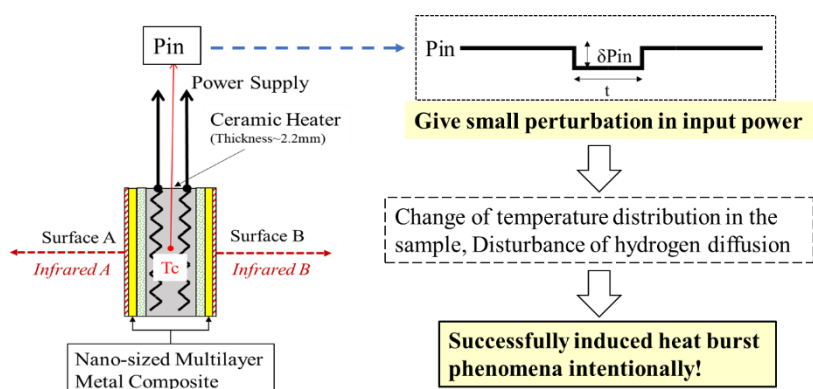 Pin
Power Supply
Ceramic Heater
(Thickness~2.2mm)
Surface A
Surface B
Infrared A
Tc
Infrared B
Nano-sized Multilayer
Metal Composite
Pin
δPin
t
Give small perturbation in input power
Change of temperature distribution in the
sample, Disturbance of hydrogen diffusion
Successfully induced heat burst
phenomena intentionally!